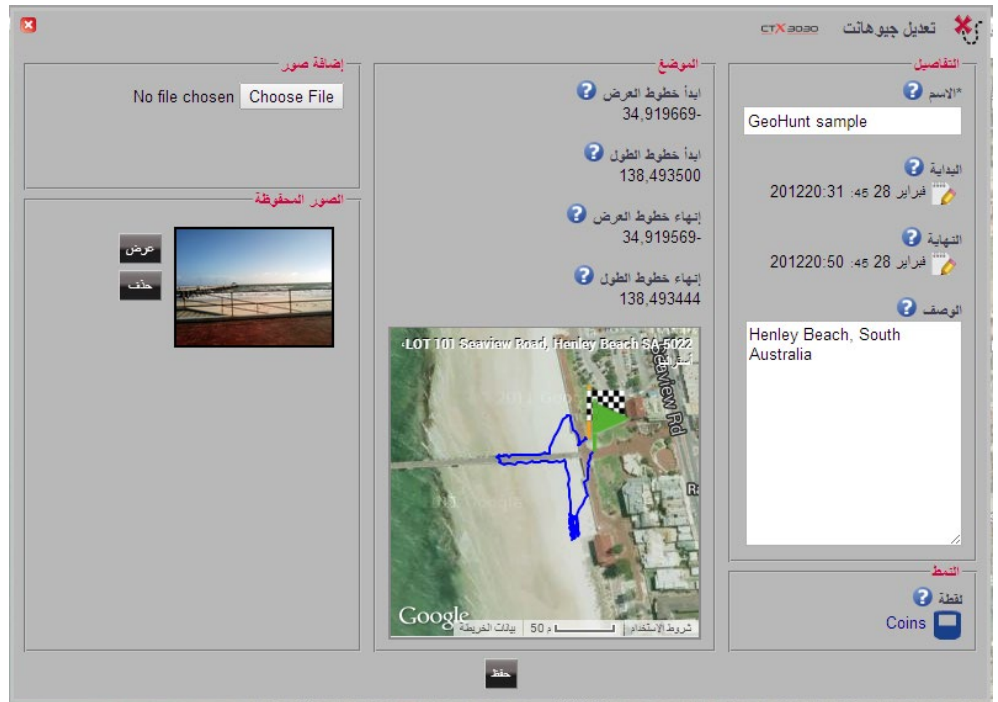 تعديل جيوهانت CTX3030
التفاصيل
*الاسم
GeoHunt sample
البداية
فبراير 28 45: 201220:31
النهاية
فبراير 28 45: 201220:50
الوصف
Henley Beach, South
Australia
النمط
لقطة
Coins
الموضع
ابدأ خطوط العرض
34,919669-
ابدأ خطوط الطول
138,493500
إنهاء خطوط العرض
34,919569-
إنهاء خطوط الطول
138,493444
LOT 101 Seaview Road, Henley Beach SA 5022،
أستراليا
Seaview Rd
Ra
Google
بيانات الخريطة
50 م
شروط الاستخدام
إضافة صور
Choose File No file chosen
الصور المحفوظة
عرض
حذف
حفظ